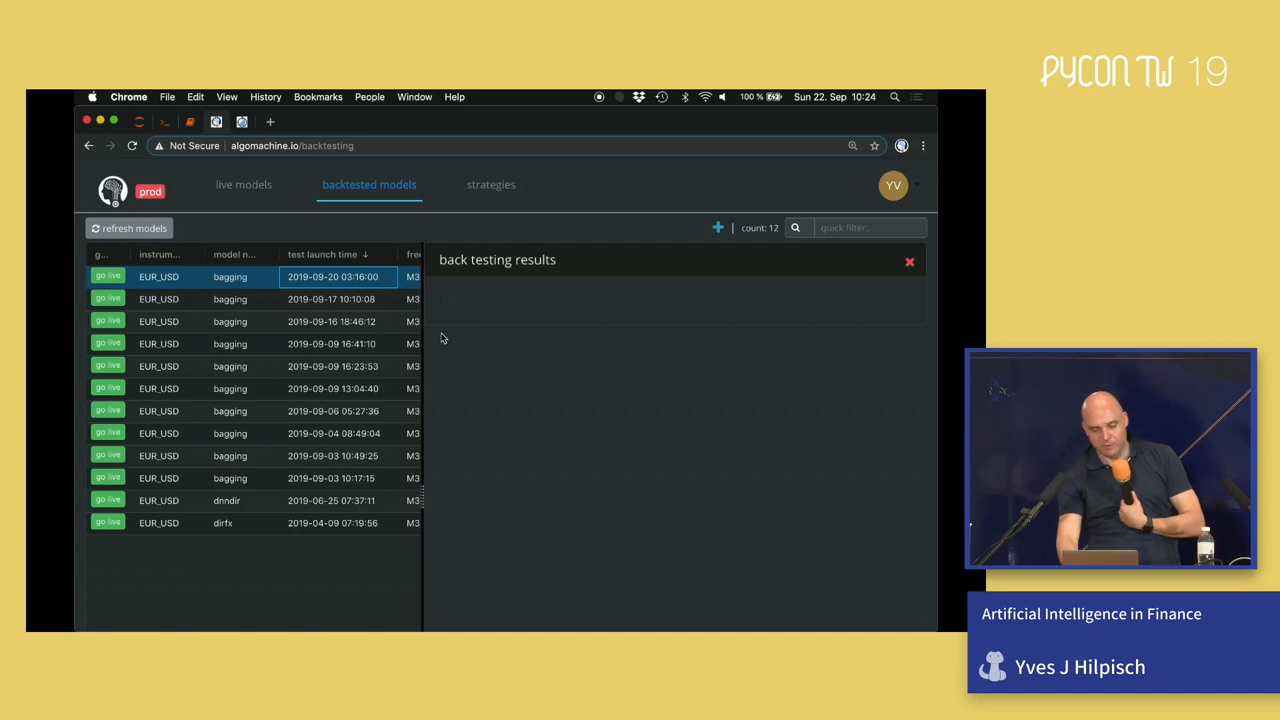 PYCON TW 19
Chrome File Edit View History Bookmarks People Window Help 100 % Sun 22. Sep 10:24
Not Secure | algomachine.io/backtesting
prod live models backtested models strategies YV
refresh models | count: 12 quick filter..
g... instrum... model n... test launch time ↓ fre
back testing results
go live EUR_USD bagging 2019-09-20 03:16:00 M3
go live EUR_USD bagging 2019-09-17 10:10:08 M3
go live EUR_USD bagging 2019-09-16 18:46:12 M3
go live EUR_USD bagging 2019-09-09 16:41:10 M3
go live EUR_USD bagging 2019-09-09 16:23:53 M3
go live EUR_USD bagging 2019-09-09 13:04:40 M3
go live EUR_USD bagging 2019-09-06 05:27:36 M3
go live EUR_USD bagging 2019-09-04 08:49:04 M3
go live EUR_USD bagging 2019-09-03 10:49:25 M3
go live EUR_USD bagging 2019-09-03 10:17:15 M3
go live EUR_USD dnndir 2019-06-25 07:37:11 M3
go live EUR_USD dirfx 2019-04-09 07:19:56 M3
Artificial Intelligence in Finance
Yves J Hilpisch